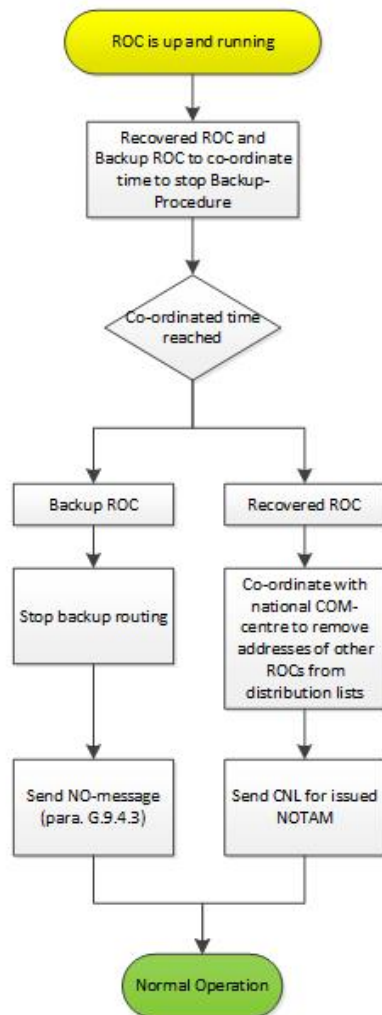 ROC is up and running
Recovered ROC and
Backup ROC to co-ordinate
time to stop Backup-
Procedure
Co-ordinated time
reached
Backup ROC
Stop backup routing
Send NO-message
(para. G.9.4.3)
Recovered ROC
Co-ordinate with
national COM-
centre to remove
addresses of other
ROCs from
distribution lists
Send CNL for issued
NOTAM
Normal Operation